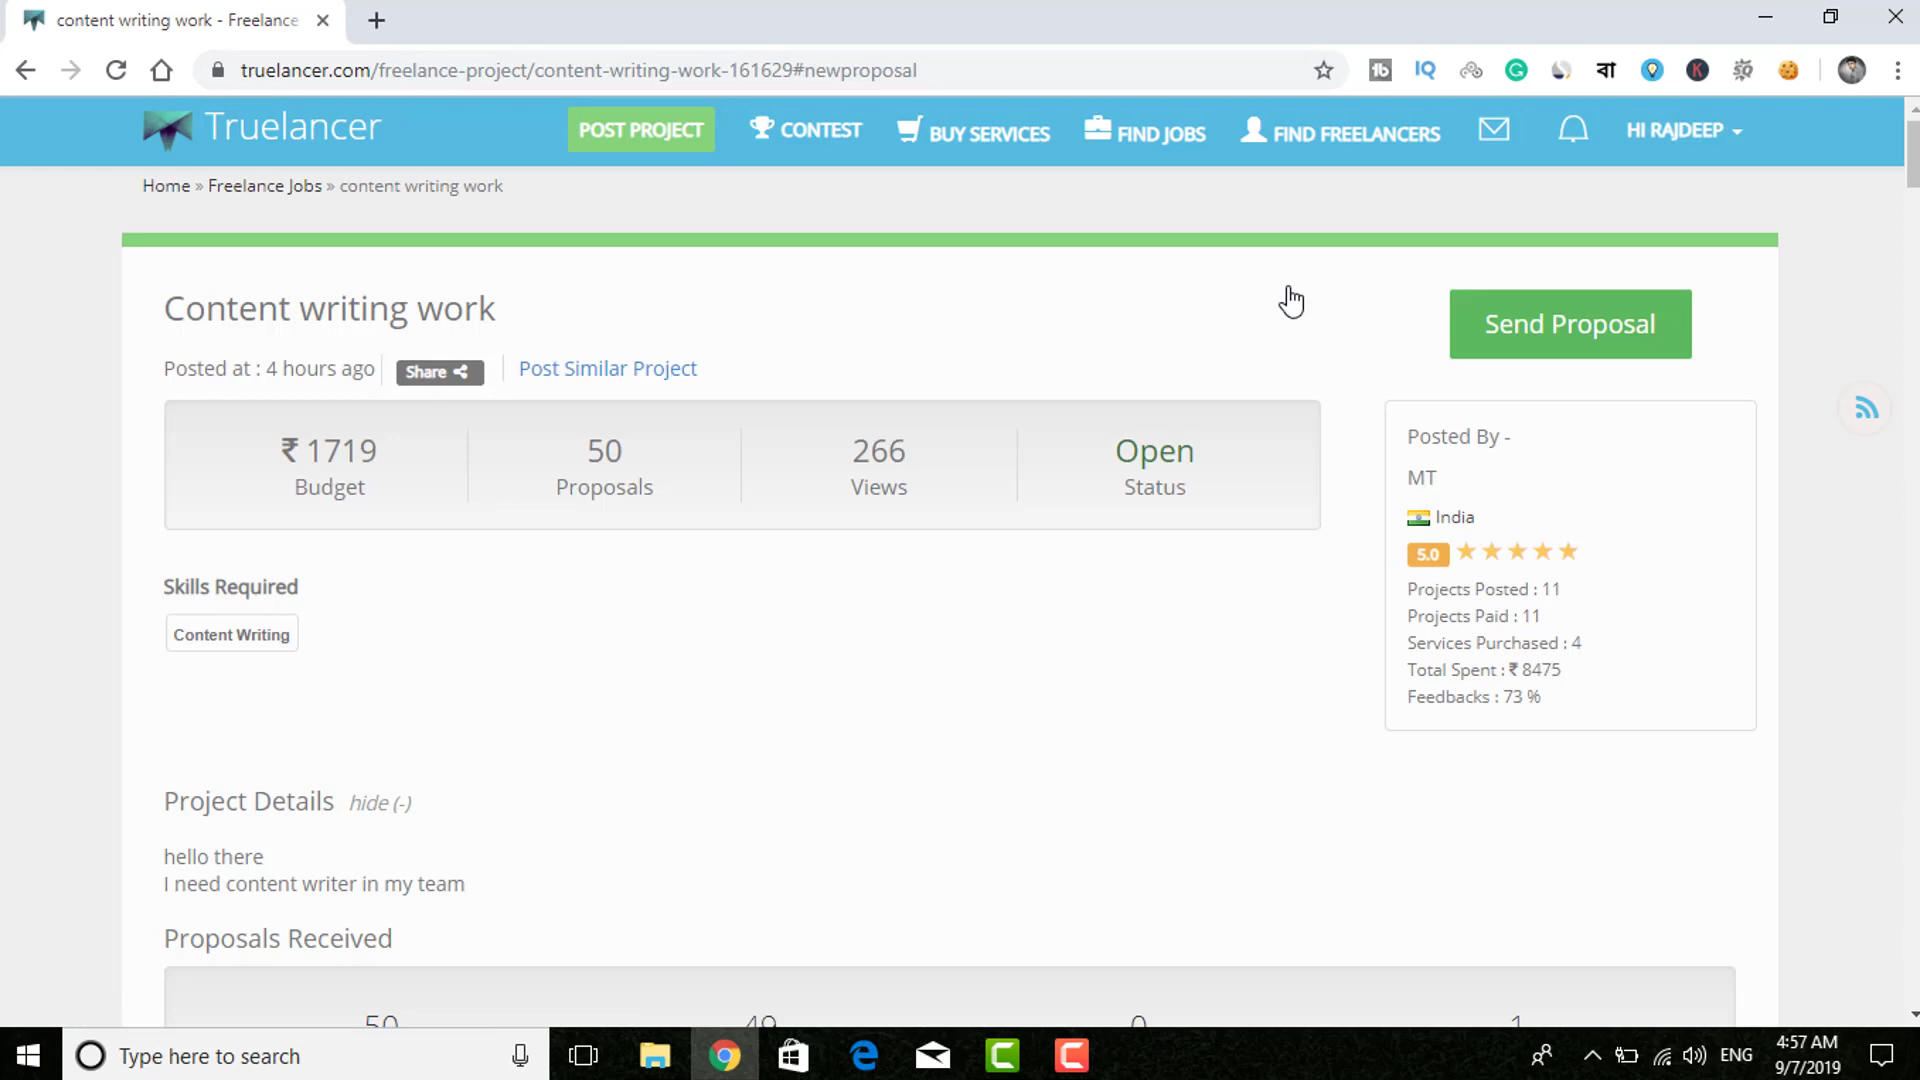 content writing work - Freelance
truelancer.com/freelance-project/content-writing-work-161629#newproposal
Truelancer
POST PROJECT
CONTEST
BUY SERVICES
FIND JOBS
FIND FREELANCERS
HI RAJDEEP
Home » Freelance Jobs » content writing work
Content writing work
Send Proposal
Posted at : 4 hours ago
Share
Post Similar Project
₹ 1719
Budget
50
Proposals
266
Views
Open
Status
Posted By -
MT
India
5.0
Projects Posted : 11
Projects Paid : 11
Services Purchased : 4
Total Spent : ₹ 8475
Feedbacks : 73 %
Skills Required
Content Writing
Project Details hide (-)
hello there
I need content writer in my team
Proposals Received
50
49
0
1
Type here to search
ENG
4:57 AM
9/7/2019